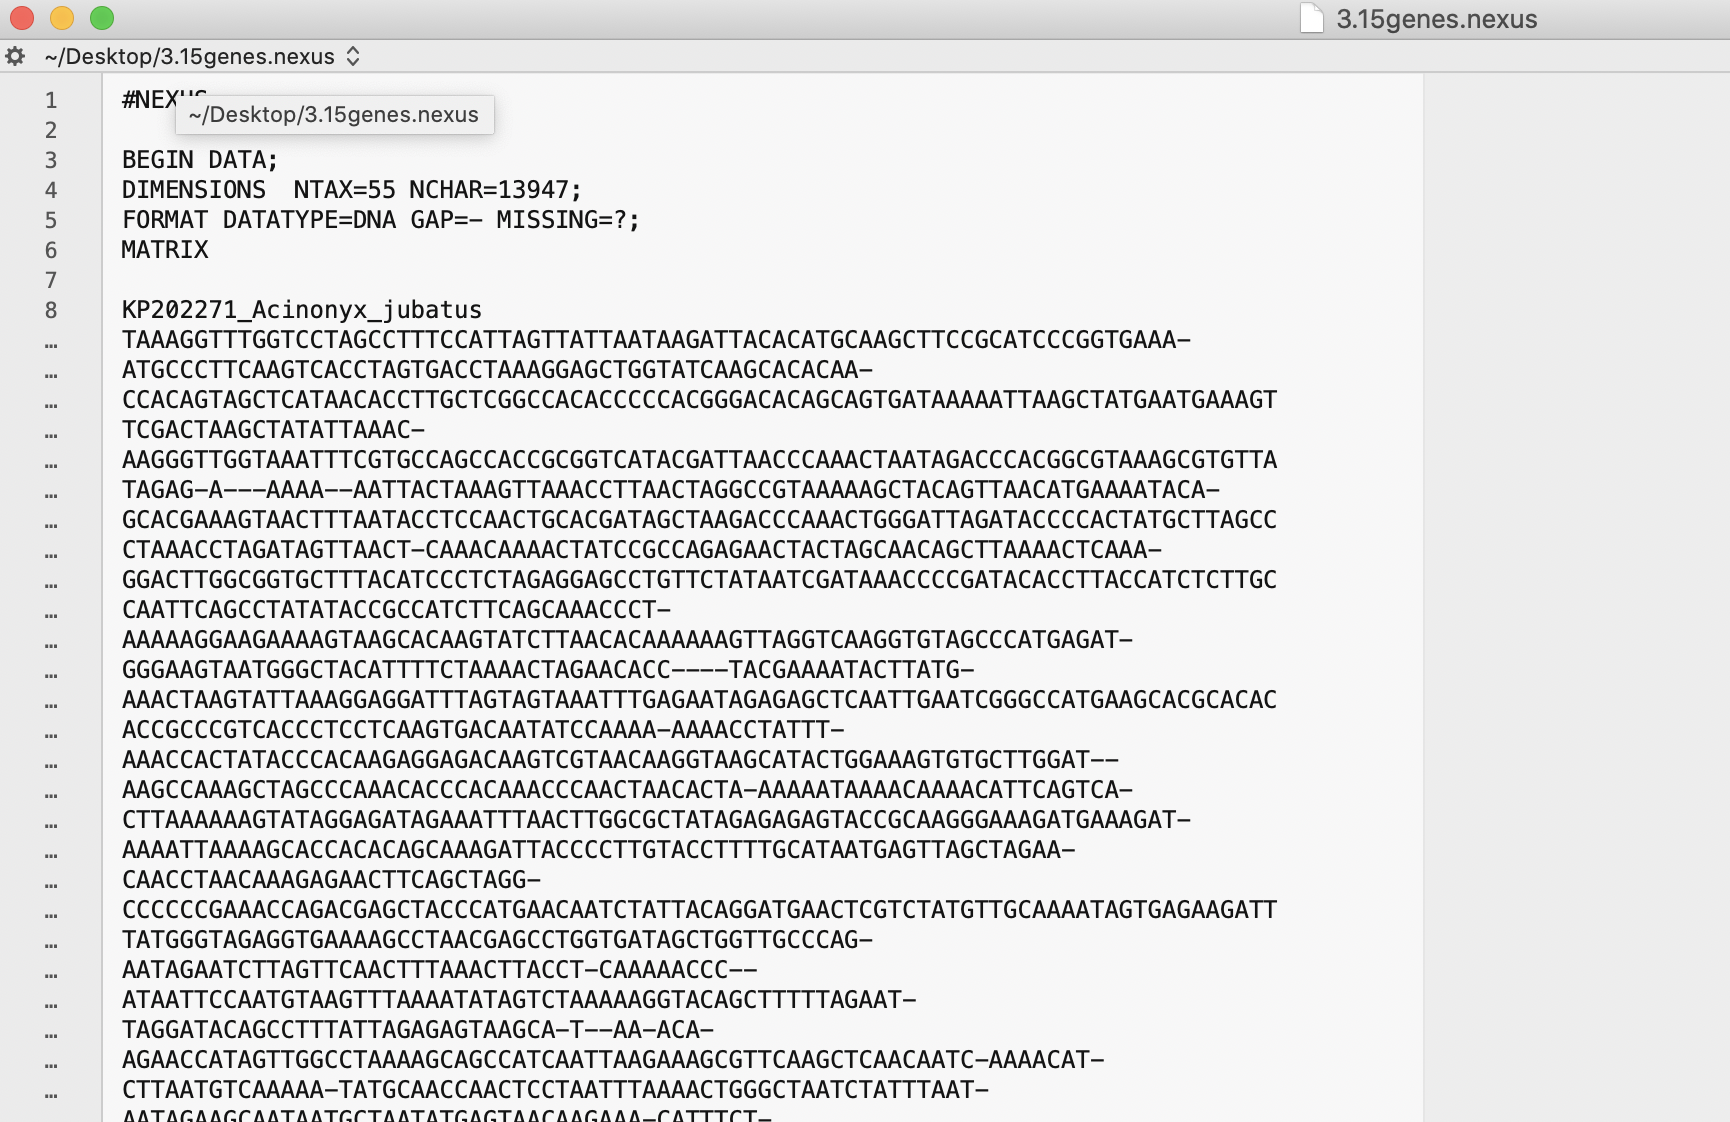 3.15genes.nexus
~/Desktop/3.15genes.nexus
1 #NEXUS
~/Desktop/3.15genes.nexus
2
3 BEGIN DATA;
4 DIMENSIONS  NTAX=55 NCHAR=13947;
5 FORMAT DATATYPE=DNA GAP=- MISSING=?;
6 MATRIX
7
8 KP202271_Acinonyx_jubatus
… TAAAGGTTTGGTCCTAGCCTTTCCATTAGTTATTAATAAGATTACACATGCAAGCTTCCGCATCCCGGTGAAA-
… ATGCCCTTCAAGTCACCTAGTGACCTAAAGGAGCTGGTATCAAGCACACAA-
… CCACAGTAGCTCATAACACCTTGCTCGGCCACACCCCCACGGGACACAGCAGTGATAAAAATTAAGCTATGAATGAAAGT
… TCGACTAAGCTATATTAAAC-
… AAGGGTTGGTAAATTTCGTGCCAGCCACCGCGGTCATACGATTAACCCAAACTAATAGACCCACGGCGTAAAGCGTGTTA
… TAGAG-A---AAAA--AATTACTAAAGTTAAACCTTAACTAGGCCGTAAAAAGCTACAGTTAACATGAAAATACA-
… GCACGAAAGTAACTTTAATACCTCCAACTGCACGATAGCTAAGACCCAAACTGGGATTAGATACCCCACTATGCTTAGCC
… CTAAACCTAGATAGTTAACT-CAAACAAAACTATCCGCCAGAGAACTACTAGCAACAGCTTAAAACTCAAA-
… GGACTTGGCGGTGCTTTACATCCCTCTAGAGGAGCCTGTTCTATAATCGATAAACCCCGATACACCTTACCATCTCTTGC
… CAATTCAGCCTATATACCGCCATCTTCAGCAAACCCT-
… AAAAAGGAAGAAAAGTAAGCACAAGTATCTTAACACAAAAAAGTTAGGTCAAGGTGTAGCCCATGAGAT-
… GGGAAGTAATGGGCTACATTTTCTAAAACTAGAACACC----TACGAAAATACTTATG-
… AAACTAAGTATTAAAGGAGGATTTAGTAGTAAATTTGAGAATAGAGAGCTCAATTGAATCGGGCCATGAAGCACGCACAC
… ACCGCCCGTCACCCTCCTCAAGTGACAATATCCAAAA-AAAACCTATTT-
… AAACCACTATACCCACAAGAGGAGACAAGTCGTAACAAGGTAAGCATACTGGAAAGTGTGCTTGGAT--
… AAGCCAAAGCTAGCCCAAACACCCACAAACCCAACTAACACTA-AAAAATAAAACAAAACATTCAGTCA-
… CTTAAAAAAGTATAGGAGATAGAAATTTAACTTGGCGCTATAGAGAGAGTACCGCAAGGGAAAGATGAAAGAT-
… AAAATTAAAAGCACCACACAGCAAAGATTACCCCTTGTACCTTTTGCATAATGAGTTAGCTAGAA-
… CAACCTAACAAAGAGAACTTCAGCTAGG-
… CCCCCCGAAACCAGACGAGCTACCCATGAACAATCTATTACAGGATGAACTCGTCTATGTTGCAAAATAGTGAGAAGATT
… TATGGGTAGAGGTGAAAAGCCTAACGAGCCTGGTGATAGCTGGTTGCCCAG-
… AATAGAATCTTAGTTCAACTTTAAACTTACCT-CAAAAACCC--
… ATAATTCCAATGTAAGTTTAAAATATAGTCTAAAAAGGTACAGCTTTTTAGAAT-
… TAGGATACAGCCTTTATTAGAGAGTAAGCA-T--AA-ACA-
… AGAACCATAGTTGGCCTAAAAGCAGCCATCAATTAAGAAAGCGTTCAAGCTCAACAATC-AAAACAT-
… CTTAATGTCAAAAA-TATGCAACCAACTCCTAATTTAAAACTGGGCTAATCTATTTAAT-
AATAGAAGCAATAATGCTAATATGAGTAACAAGAAA-CATTTCT-